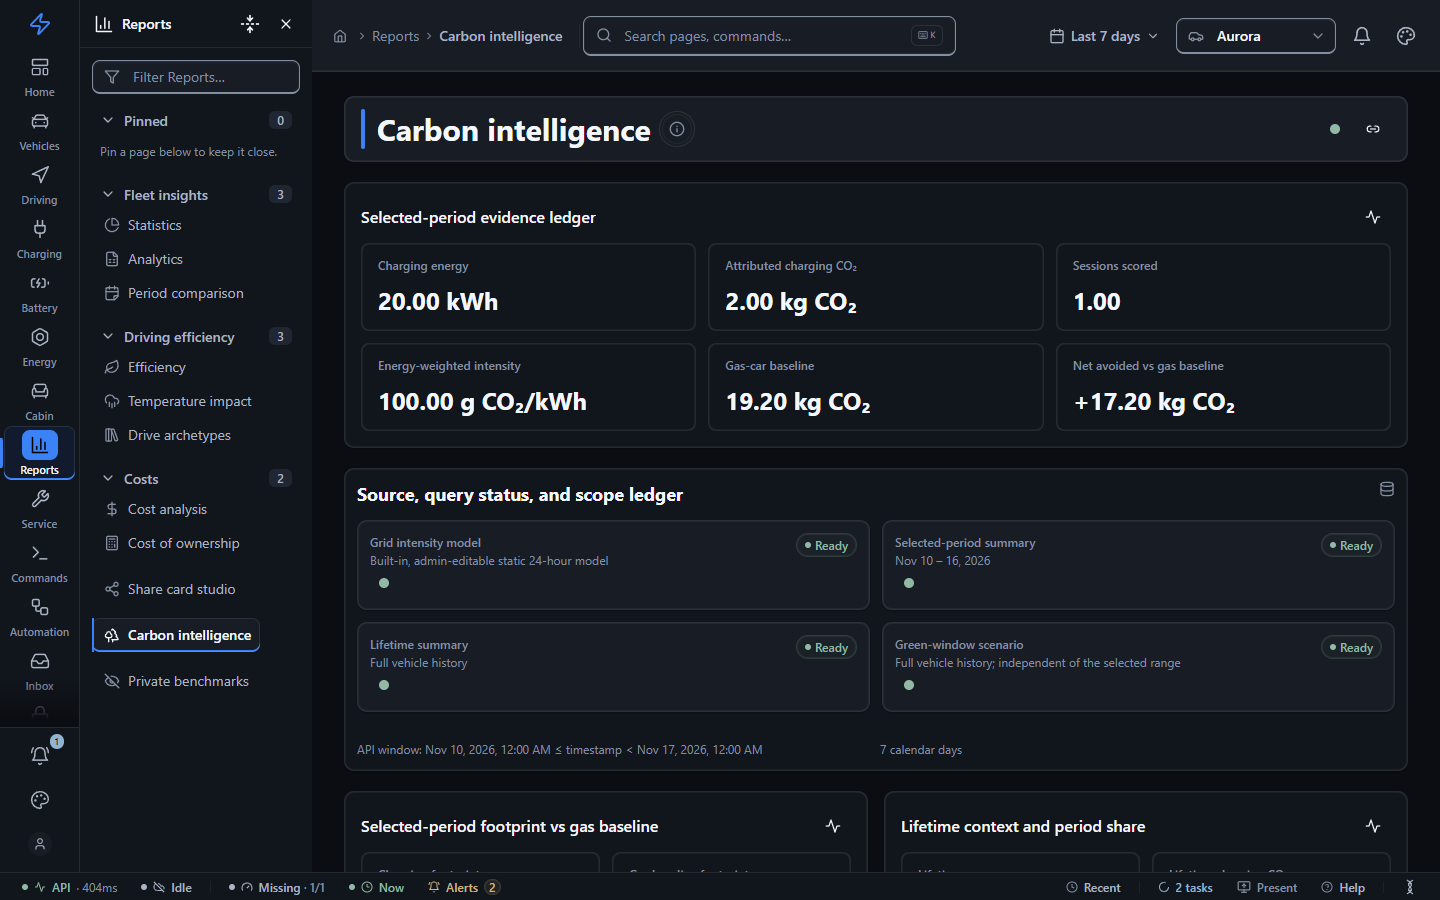 Reports
Reports
Carbon intelligence
Search pages, commands...
K
Last 7 days
Aurora
Home
Vehicles
Driving
Charging
Battery
Energy
Cabin
Reports
Service
Commands
Automation
Inbox
1
Filter Reports...
Pinned
0
Pin a page below to keep it close.
Fleet insights
3
Statistics
Analytics
Period comparison
Driving efficiency
3
Efficiency
Temperature impact
Drive archetypes
Costs
2
Cost analysis
Cost of ownership
Share card studio
Carbon intelligence
Private benchmarks
Carbon intelligence
Selected-period evidence ledger
Charging energy
20.00 kWh
Attributed charging CO₂
2.00 kg CO₂
Sessions scored
1.00
Energy-weighted intensity
100.00 g CO₂/kWh
Gas-car baseline
19.20 kg CO₂
Net avoided vs gas baseline
+17.20 kg CO₂
Source, query status, and scope ledger
Grid intensity model
Ready
Built-in, admin-editable static 24-hour model
Selected-period summary
Ready
Nov 10 – 16, 2026
Lifetime summary
Ready
Full vehicle history
Green-window scenario
Ready
Full vehicle history; independent of the selected range
API window: Nov 10, 2026, 12:00 AM ≤ timestamp < Nov 17, 2026, 12:00 AM
7 calendar days
Selected-period footprint vs gas baseline
Lifetime context and period share
API · 404ms
Idle
Missing · 1/1
Now
Alerts 2
Recent
2 tasks
Present
Help